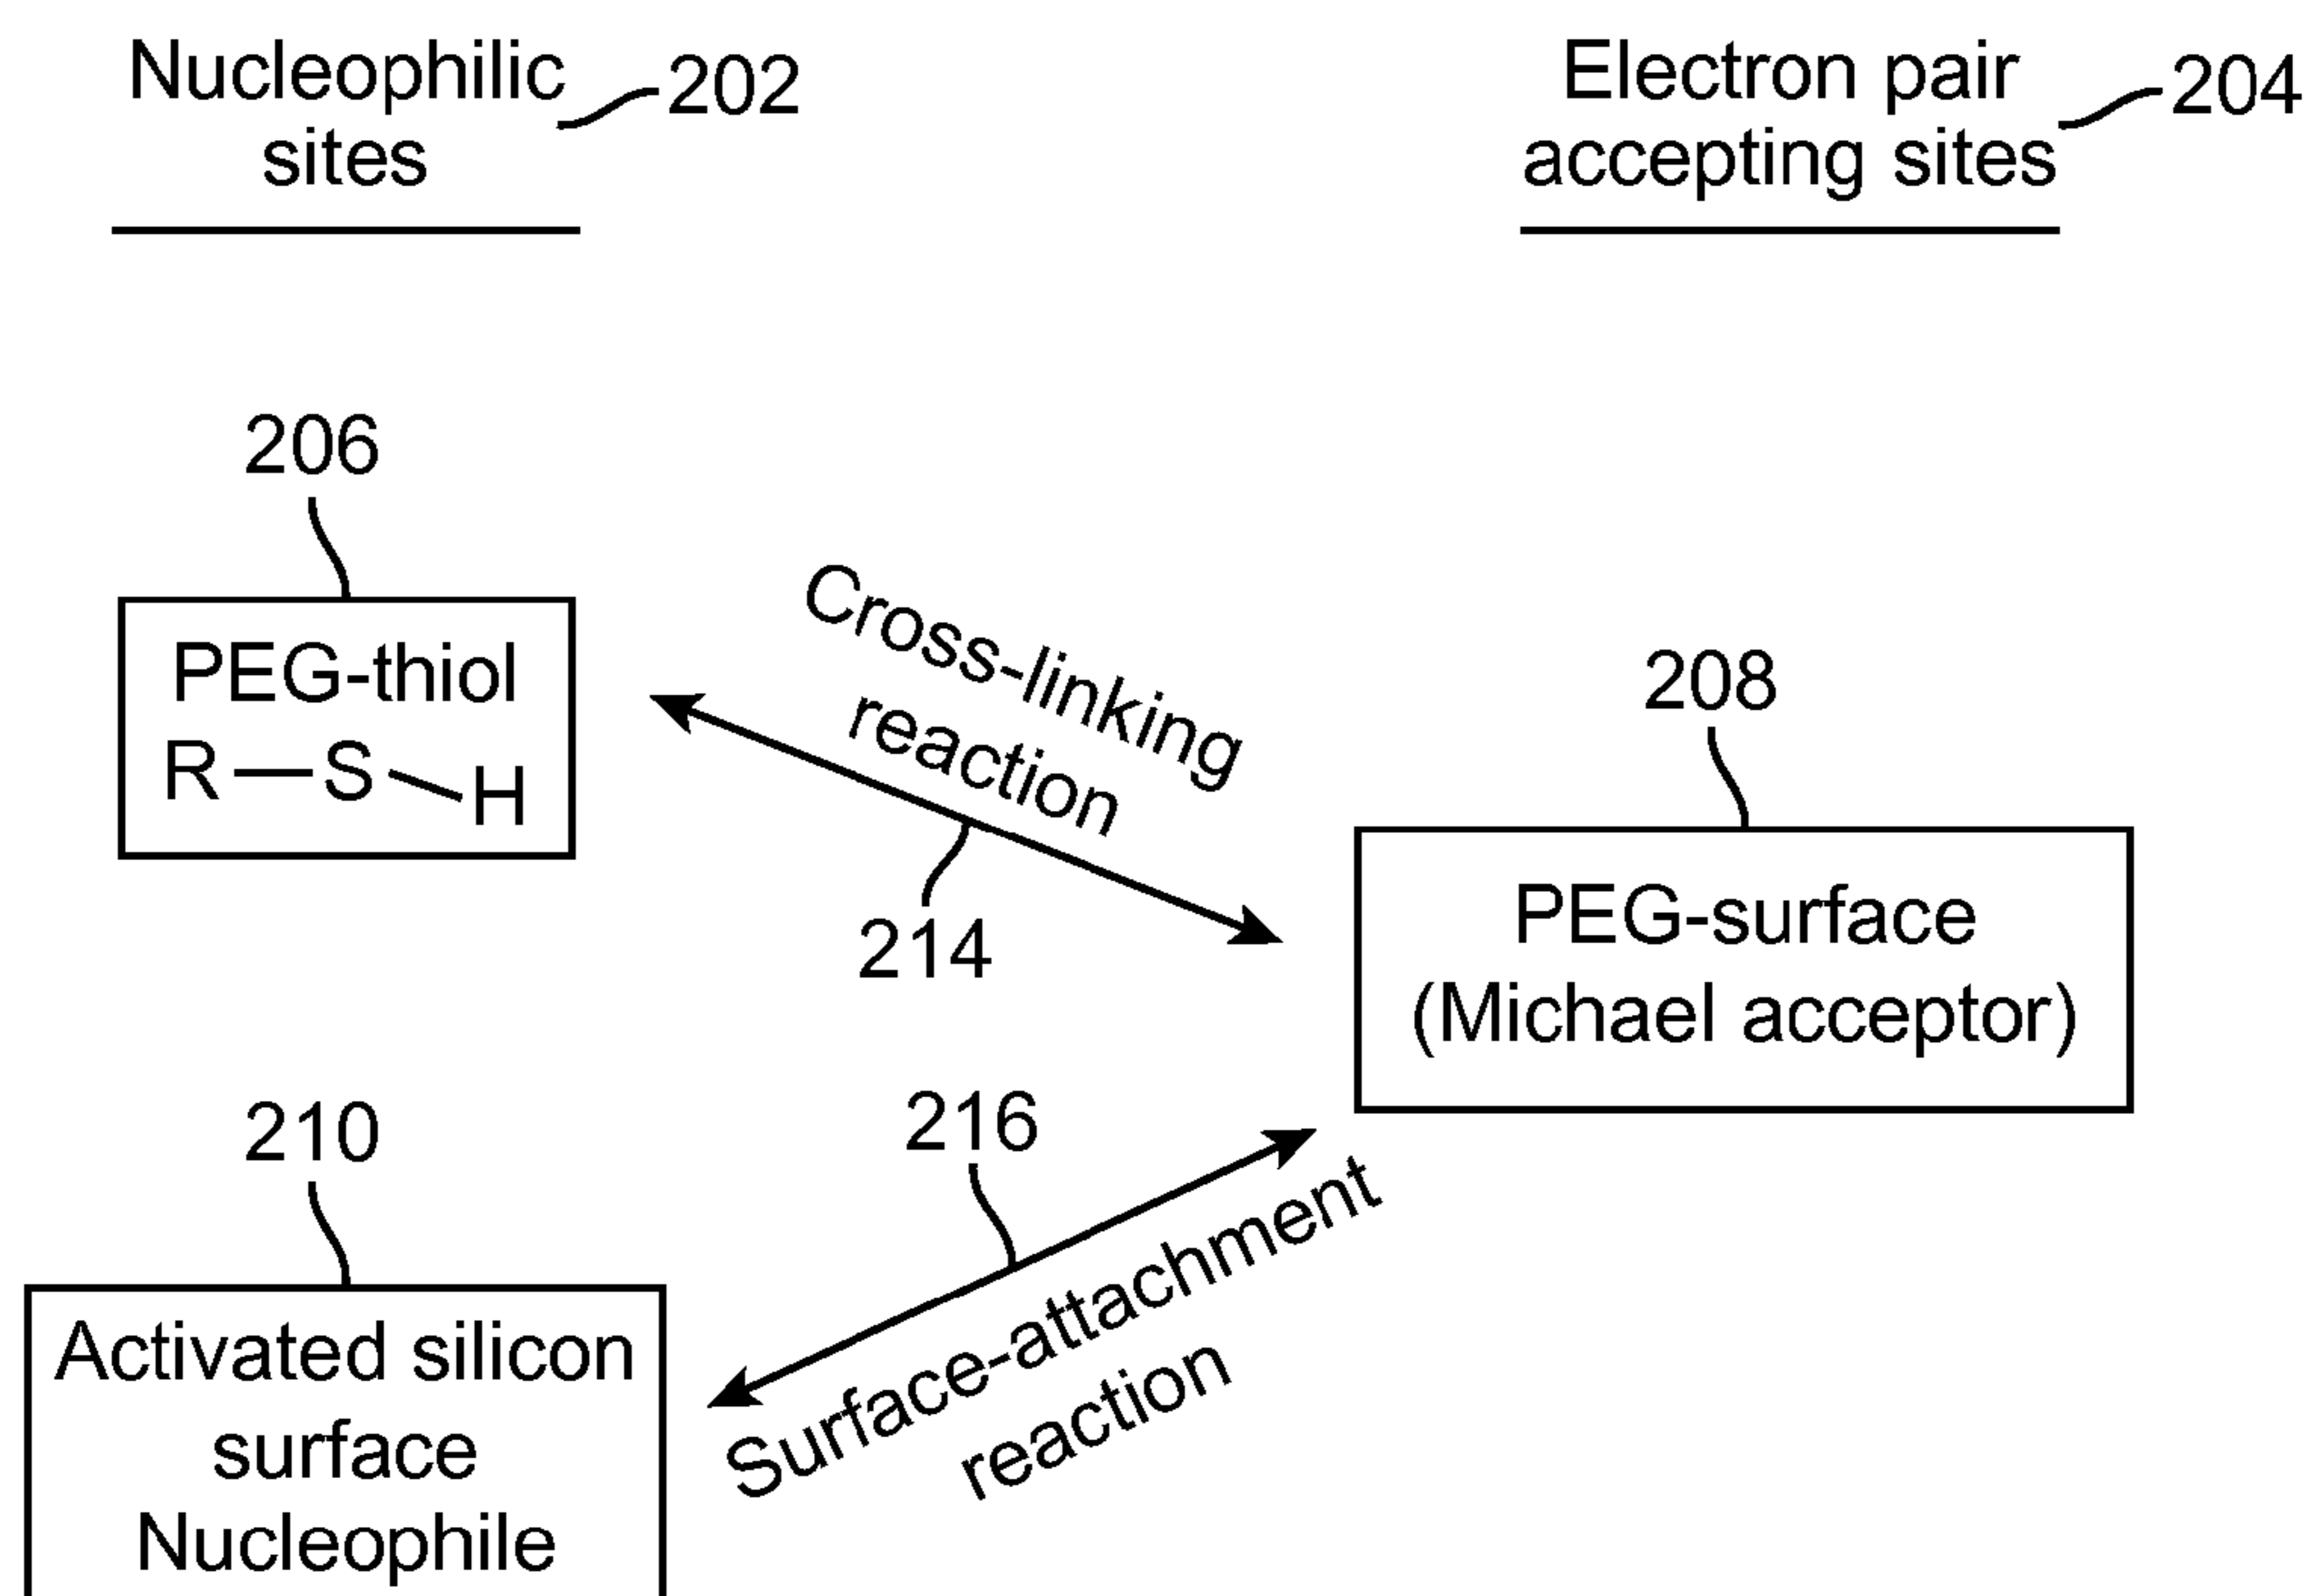 Nucleophilic
sites
202
Electron pair
accepting sites
204
206
PEG-thiol
R — S — H
Cross-linking
reaction
214
208
PEG-surface
(Michael acceptor)
210
Activated silicon
surface
Nucleophile
216
Surface-attachment
reaction